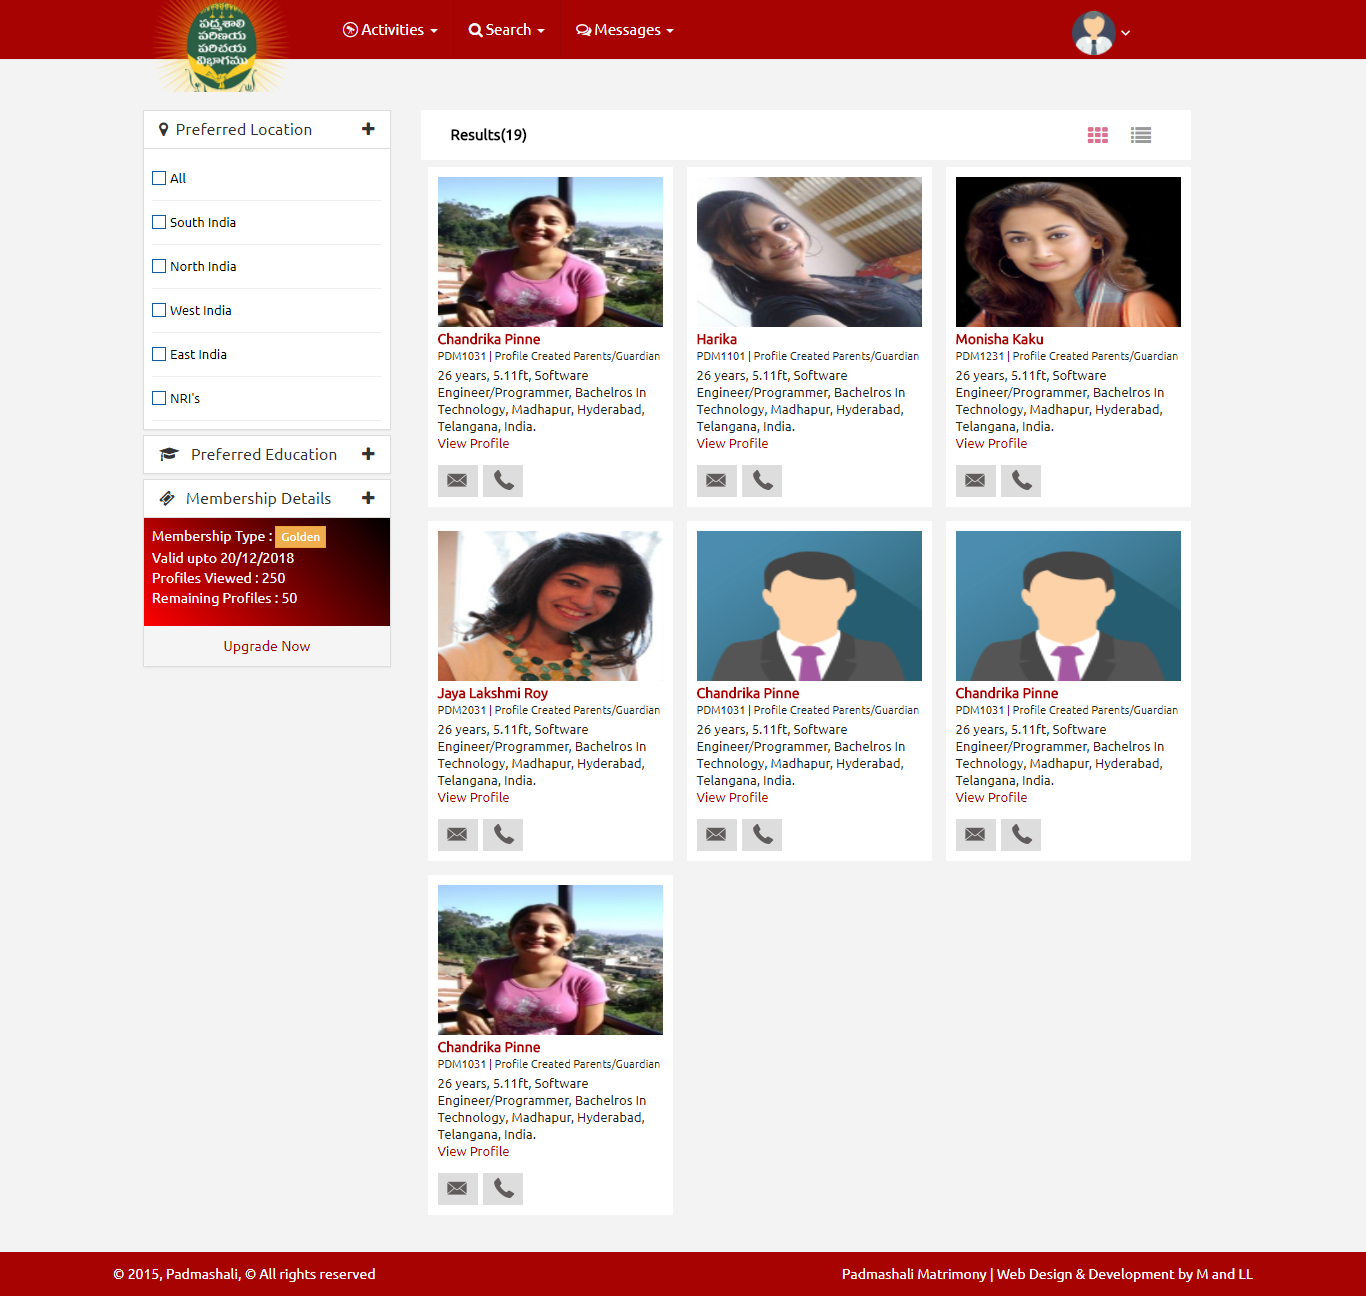 పద్మశాలి
పరిణయ
పరిచయ
విభాగము
Activities
Search
Messages
Preferred Location
All
South India
North India
West India
East India
NRI's
Preferred Education
Membership Details
Membership Type : Golden
Valid upto 20/12/2018
Profiles Viewed : 250
Remaining Profiles : 50
Upgrade Now
Results(19)
Chandrika Pinne
PDM1031 | Profile Created Parents/Guardian
26 years, 5.11ft, Software
Engineer/Programmer, Bachelros In
Technology, Madhapur, Hyderabad,
Telangana, India.
View Profile
Harika
PDM1101 | Profile Created Parents/Guardian
26 years, 5.11ft, Software
Engineer/Programmer, Bachelros In
Technology, Madhapur, Hyderabad,
Telangana, India.
View Profile
Monisha Kaku
PDM1231 | Profile Created Parents/Guardian
26 years, 5.11ft, Software
Engineer/Programmer, Bachelros In
Technology, Madhapur, Hyderabad,
Telangana, India.
View Profile
Jaya Lakshmi Roy
PDM2031 | Profile Created Parents/Guardian
26 years, 5.11ft, Software
Engineer/Programmer, Bachelros In
Technology, Madhapur, Hyderabad,
Telangana, India.
View Profile
Chandrika Pinne
PDM1031 | Profile Created Parents/Guardian
26 years, 5.11ft, Software
Engineer/Programmer, Bachelros In
Technology, Madhapur, Hyderabad,
Telangana, India.
View Profile
Chandrika Pinne
PDM1031 | Profile Created Parents/Guardian
26 years, 5.11ft, Software
Engineer/Programmer, Bachelros In
Technology, Madhapur, Hyderabad,
Telangana, India.
View Profile
Chandrika Pinne
PDM1031 | Profile Created Parents/Guardian
26 years, 5.11ft, Software
Engineer/Programmer, Bachelros In
Technology, Madhapur, Hyderabad,
Telangana, India.
View Profile
© 2015, Padmashali, © All rights reserved
Padmashali Matrimony | Web Design & Development by M and LL